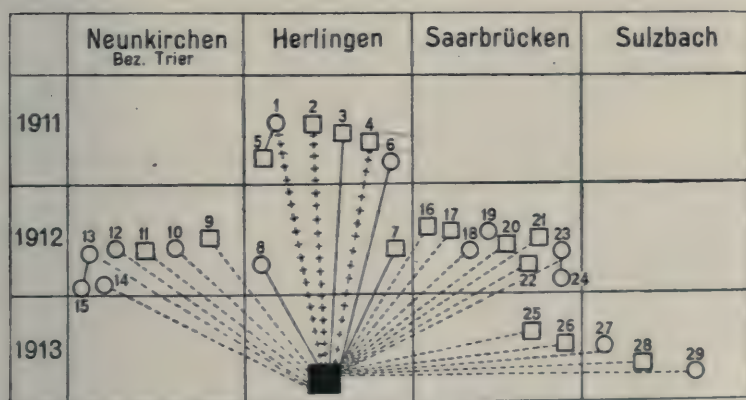 Neunkirchen Herlingen Saarbrücken Sulzbach
Bez. Trier
1911
1 2 3 4
5 6
1912
13 12 11 10 9 8 7 16 17 18 19 20 21 23
15 14 22 24
1913
25 26 27 28 29